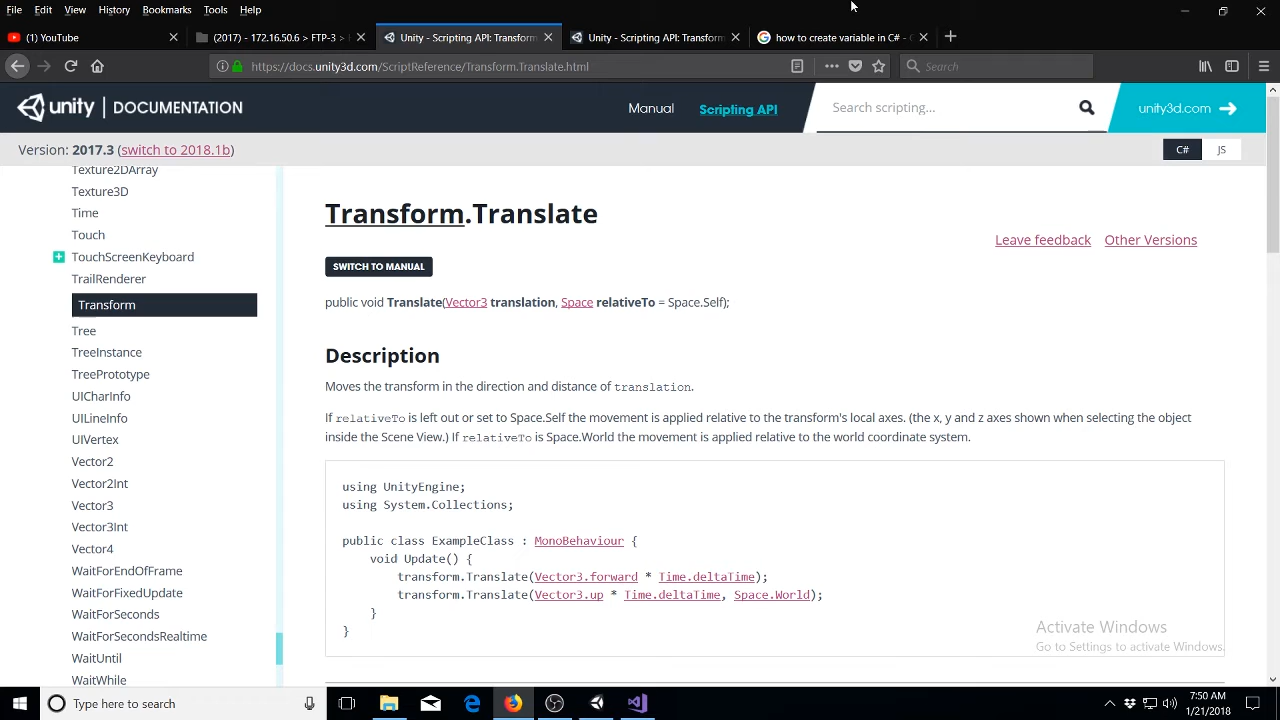 File Edit View History Bookmarks Tools Help
(1) YouTube
(2017) - 172.16.50.6 > FTP-3 >
Unity - Scripting API: Transform
Unity - Scripting API: Transform
how to create variable in C# - G
https://docs.unity3d.com/ScriptReference/Transform.Translate.html
Search
unity | DOCUMENTATION
Manual
Scripting API
Search scripting...
unity3d.com
Version: 2017.3 (switch to 2018.1b)
C#
JS
Texture2DArray
Texture3D
Time
Touch
TouchScreenKeyboard
TrailRenderer
Transform
Tree
TreeInstance
TreePrototype
UICharInfo
UILineInfo
UIVertex
Vector2
Vector2Int
Vector3
Vector3Int
Vector4
WaitForEndOfFrame
WaitForFixedUpdate
WaitForSeconds
WaitForSecondsRealtime
WaitUntil
WaitWhile
Transform.Translate
Leave feedback
Other Versions
SWITCH TO MANUAL
public void Translate(Vector3 translation, Space relativeTo = Space.Self);
Description
Moves the transform in the direction and distance of translation.
If relativeTo is left out or set to Space.Self the movement is applied relative to the transform's local axes. (the x, y and z axes shown when selecting the object
inside the Scene View.) If relativeTo is Space.World the movement is applied relative to the world coordinate system.
using UnityEngine;
using System.Collections;
public class ExampleClass : MonoBehaviour {
void Update() {
transform.Translate(Vector3.forward * Time.deltaTime);
transform.Translate(Vector3.up * Time.deltaTime, Space.World);
}
}
Activate Windows
Go to Settings to activate Windows.
Type here to search
7:50 AM
1/21/2018